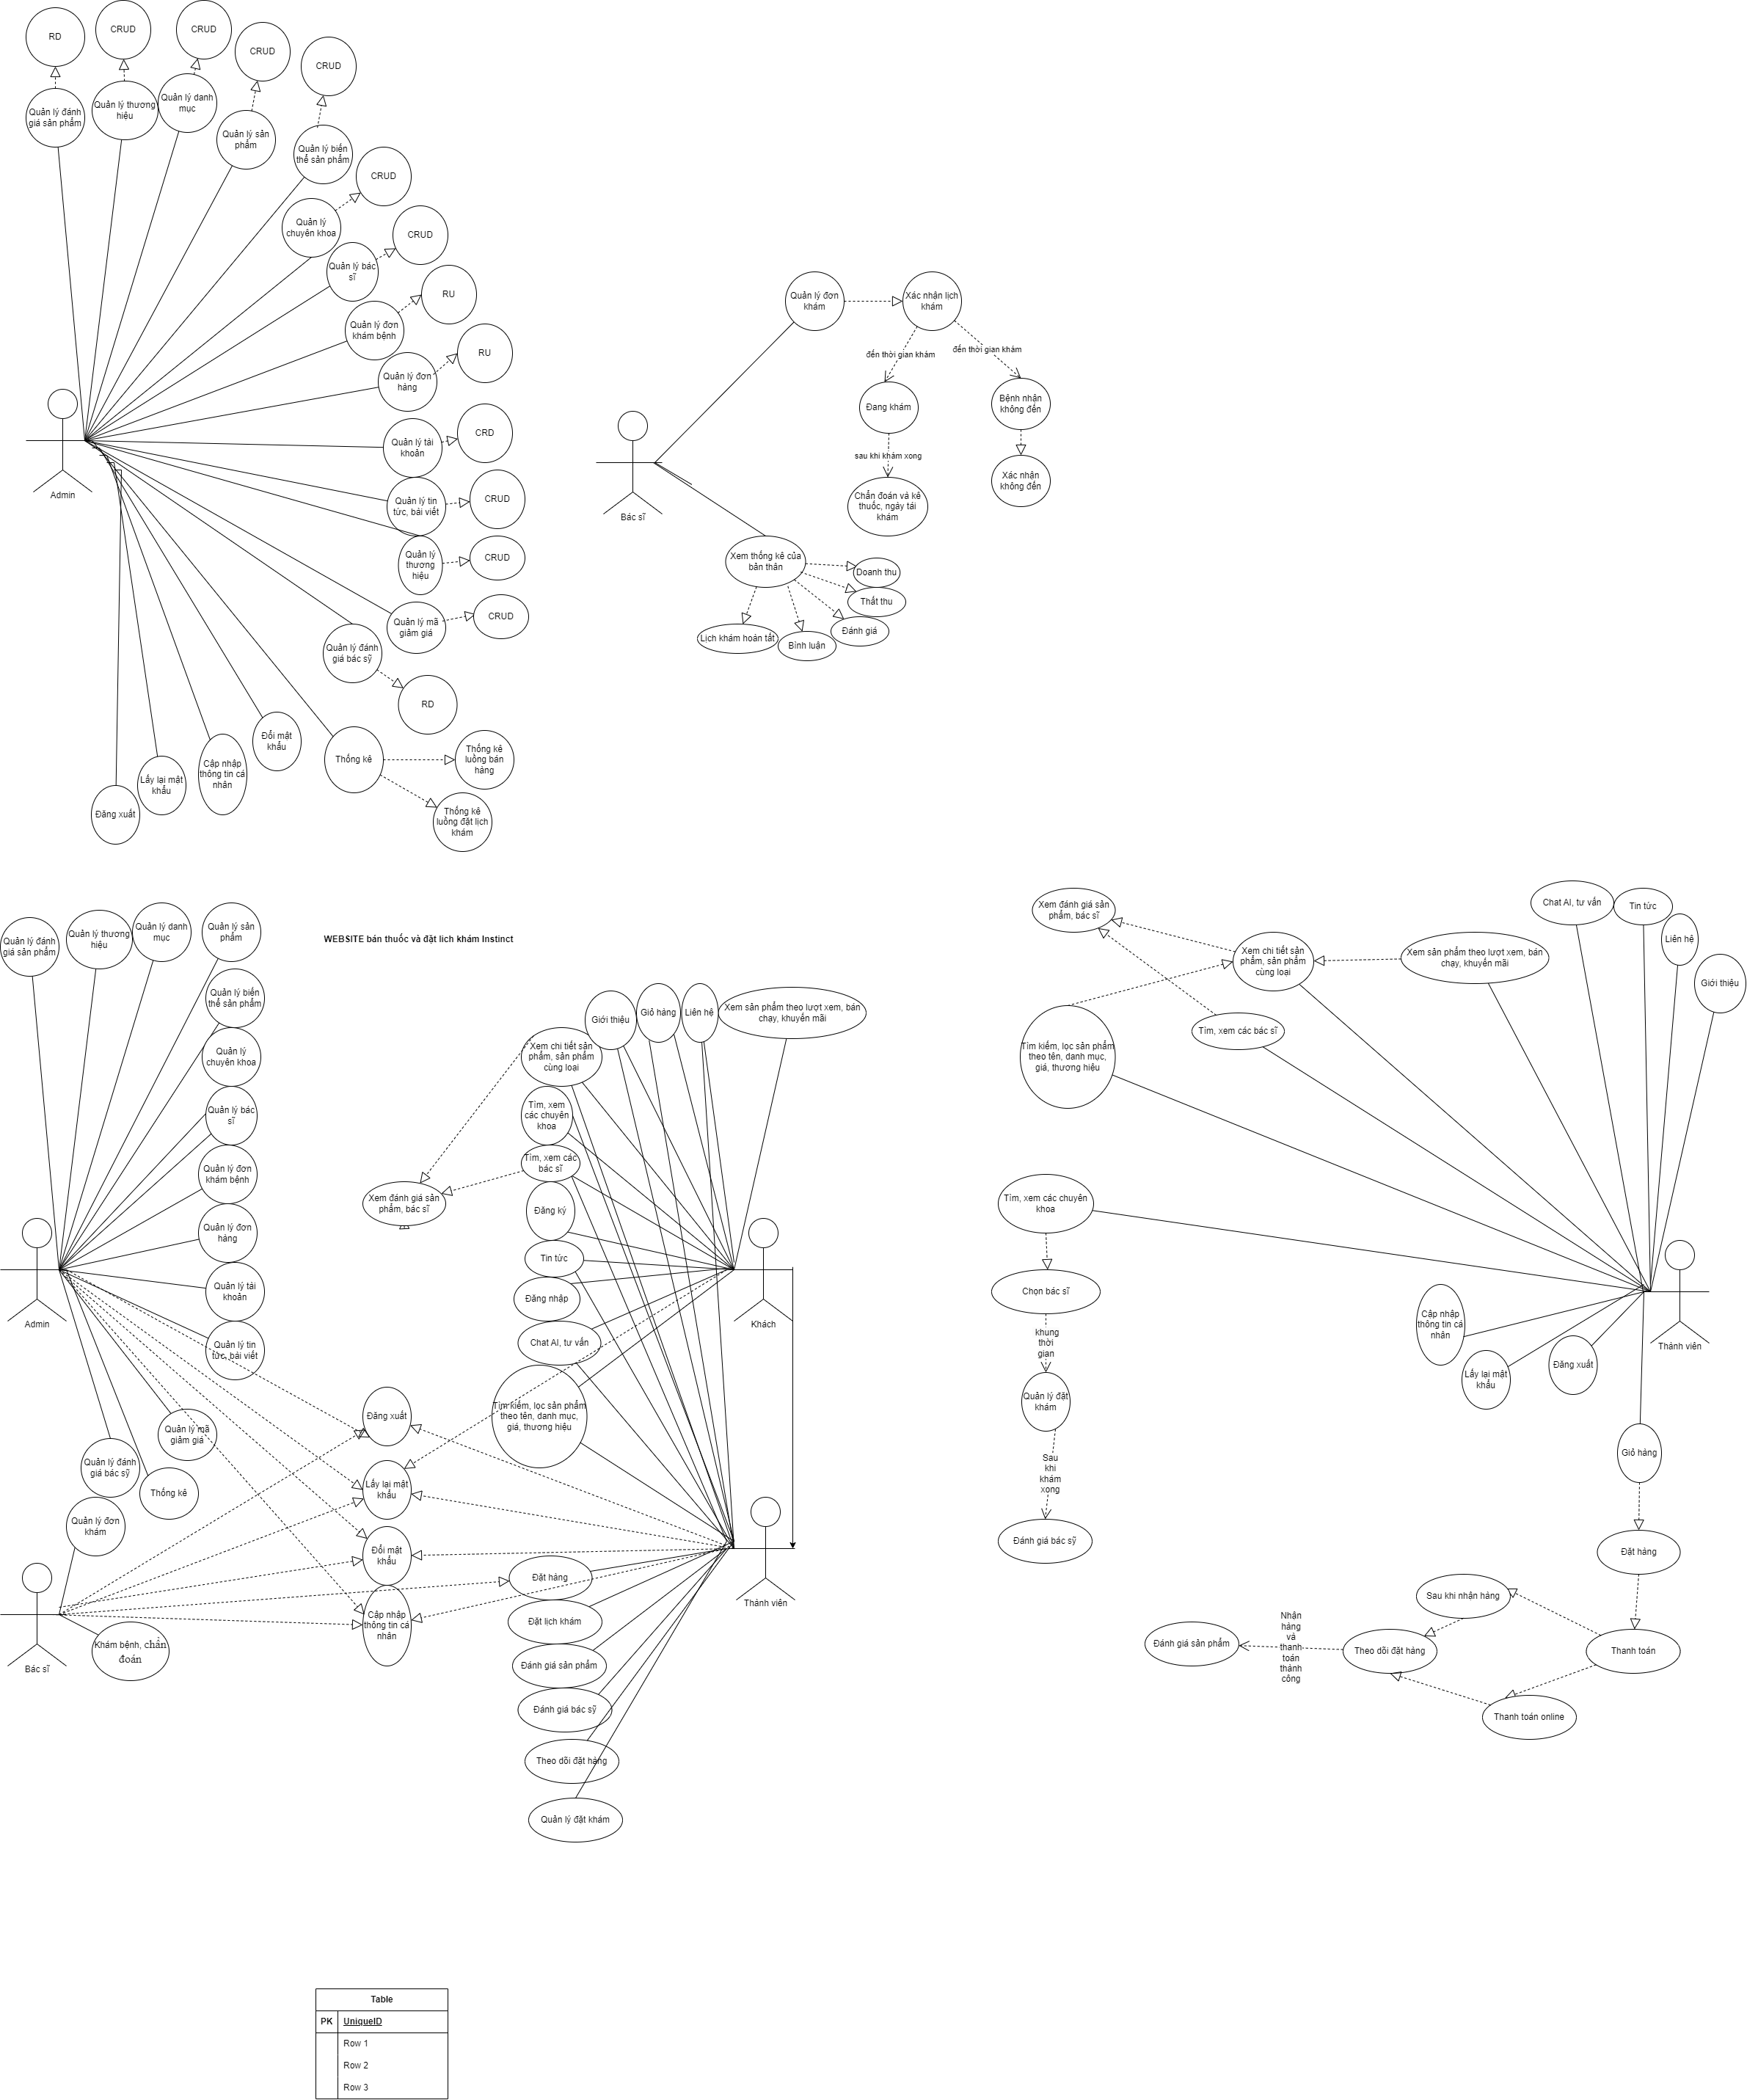 RD
CRUD
CRUD
CRUD
CRUD
Quản lý đánh
giá sản phẩm
Quản lý thương
hiệu
Quản lý danh
mục
Quản lý sản
phẩm
Quản lý biến
thể sản phẩm
CRUD
Quản lý
chuyên khoa
CRUD
Quản lý bác
sĩ
RU
Quản lý đơn
khám bệnh
RU
Quản lý đơn
hàng
CRD
Quản lý tài
khoản
CRUD
Quản lý tin
tức, bài viết
CRUD
Quản lý
thương
hiệu
CRUD
Quản lý mã
giảm giá
Quản lý đánh
giá bác sỹ
RD
Admin
Đổi mật
khẩu
Cập nhập
thông tin cá
nhân
Lấy lại mật
khẩu
Đăng xuất
Thống kê
Thống kê
luồng bán
hàng
Thống kê
luồng đặt lịch
khám
Quản lý đơn
khám
Xác nhận lịch
khám
đến thời gian khám
đến thời gian khám
Đang khám
Bệnh nhân
không đến
sau khi khám xong
Chẩn đoán và kê
thuốc, ngày tái
khám
Xác nhận
không đến
Bác sĩ
Xem thống kê của
bản thân
Doanh thu
Thất thu
Đánh giá
Bình luận
Lịch khám hoàn tất
WEBSITE bán thuốc và đặt lich khám Instinct
Quản lý đánh
giá sản phẩm
Quản lý thương
hiệu
Quản lý danh
mục
Quản lý sản
phẩm
Quản lý biến
thể sản phẩm
Quản lý
chuyên khoa
Quản lý bác
sĩ
Quản lý đơn
khám bệnh
Quản lý đơn
hàng
Quản lý tài
khoản
Quản lý tin
tức, bài viết
Admin
Quản lý mã
giảm giá
Quản lý đánh
giá bác sỹ
Thống kê
Quản lý đơn
khám
Bác sĩ
Khám bệnh, chẩn
đoán
Giới thiệu
Giỏ hàng
Liên hệ
Xem sản phẩm theo lượt xem, bán
chạy, khuyến mãi
Xem chi tiết sản
phẩm, sản phẩm
cùng loại
Tìm, xem
các chuyên
khoa
Tìm, xem các
bác sĩ
Xem đánh giá sản
phẩm, bác sĩ
Đăng ký
Tin tức
Đăng nhập
Chat AI, tư vấn
Tìm kiếm, lọc sản phẩm
theo tên, danh mục,
giá, thương hiệu
Khách
Đăng xuất
Lấy lại mật
khẩu
Đổi mật
khẩu
Cập nhập
thông tin cá
nhân
Đặt hàng
Đặt lịch khám
Đánh giá sản phẩm
Đánh giá bác sỹ
Theo dõi đặt hàng
Quản lý đặt khám
Thành viên
Xem đánh giá sản
phẩm, bác sĩ
Xem chi tiết sản
phẩm, sản phẩm
cùng loại
Xem sản phẩm theo lượt xem, bán
chạy, khuyến mãi
Chat AI, tư vấn
Tin tức
Liên hệ
Giới thiệu
Tìm, xem các bác sĩ
Tìm kiếm, lọc sản phẩm
theo tên, danh mục,
giá, thương hiệu
Tìm, xem các chuyên
khoa
Chọn bác sĩ
khung
thời
gian
Quản lý đặt
khám
Sau
khi
khám
xong
Đánh giá bác sỹ
Cập nhập
thông tin cá
nhân
Lấy lại mật
khẩu
Đăng xuất
Thành viên
Giỏ hàng
Đặt hàng
Thanh toán
Sau khi nhận hàng
Thanh toán online
Theo dõi đặt hàng
Nhận
hàng
và
thanh
toán
thành
công
Đánh giá sản phẩm
Table
PK UniqueID
Row 1
Row 2
Row 3